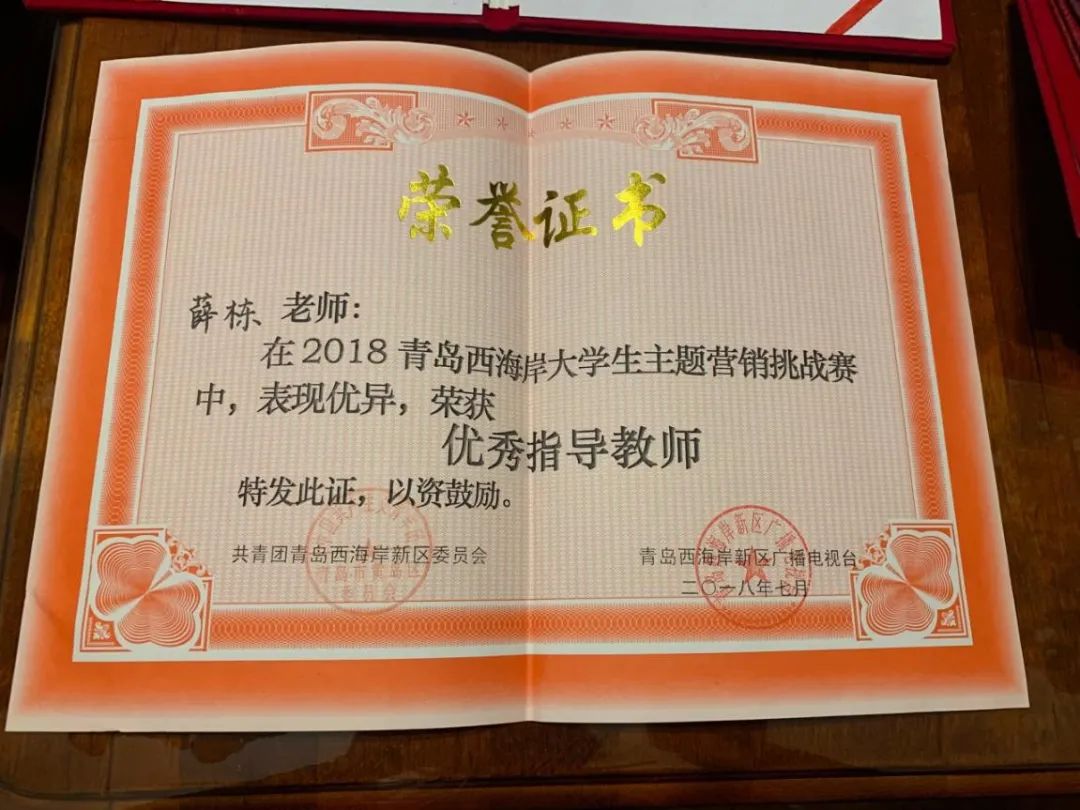 荣誉证书
薛栋 老师：
在2018青岛西海岸大学生主题营销挑战赛
中，表现优异，荣获
优秀指导教师
特发此证，以资鼓励。
共青团青岛西海岸新区委员会
青岛西海岸新区广播电视台
二〇一八年七月